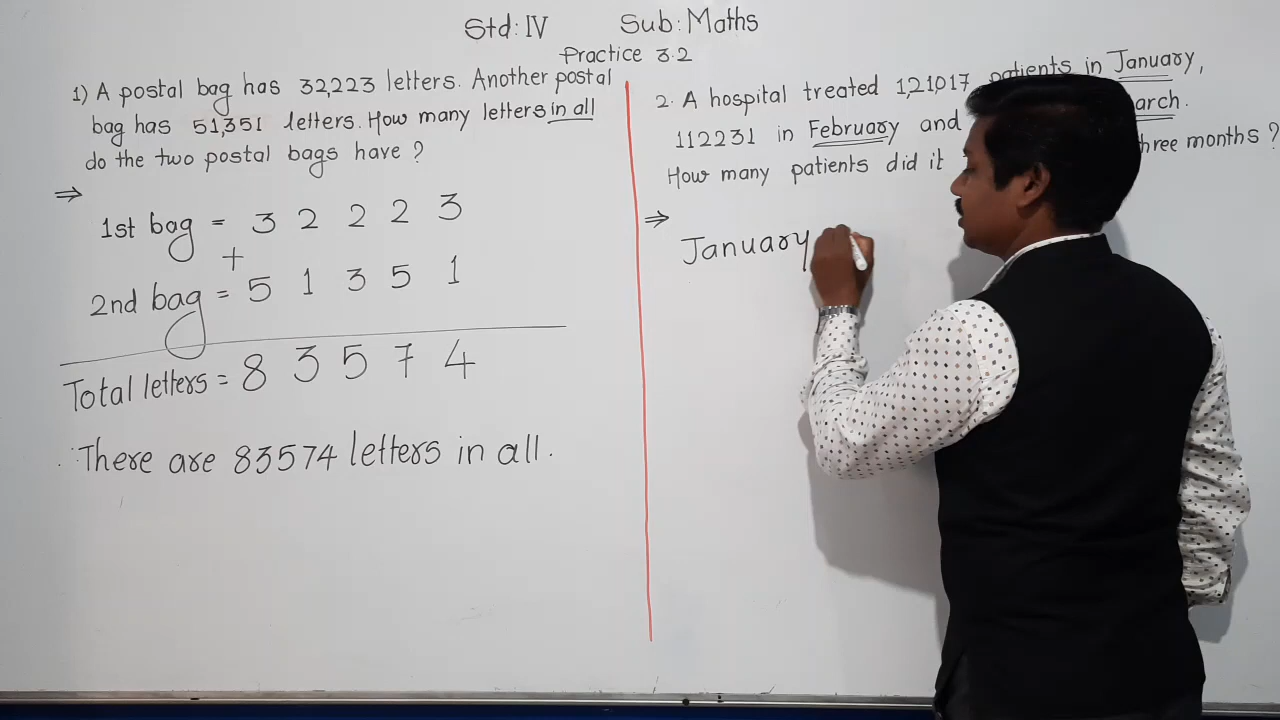 Std: IV Sub: Maths
Practice 3.2
1) A postal bag has 32,223 letters. Another postal
bag has 51,351 letters. How many letters in all
do the two postal bags have ?
⇒
1st bag = 3 2 2 2 3
+
2nd bag = 5 1 3 5 1
Total letters = 8 3 5 7 4
∴ There are 83574 letters in all.
2. A hospital treated 1,21,017 patients in January,
112231 in February and arch.
How many patients did it three months ?
⇒
January